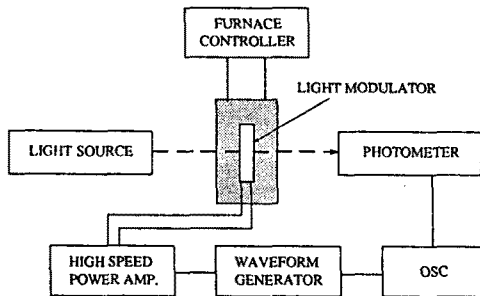 FURNACE
CONTROLLER
LIGHT MODULATOR
LIGHT SOURCE
PHOTOMETER
HIGH SPEED
POWER AMP.
WAVEFORM
GENERATOR
OSC